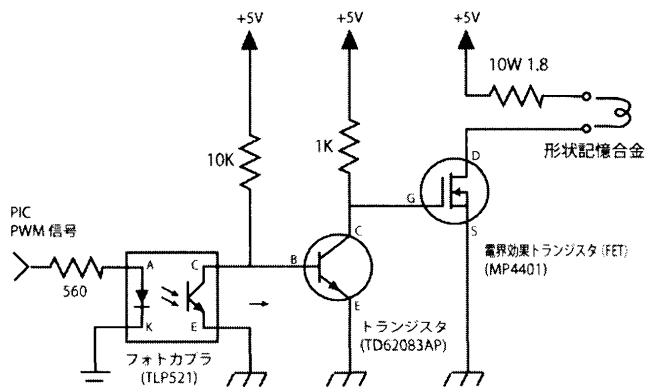 +5V
+5V
+5V
10W 1.8
10K
1K
形状記憶合金
D
G
S
PIC
PWM 信号
電界効果トランジスタ (FET)
(MP4401)
560
A
C
K
E
B
C
E
フォトカプラ
(TLP521)
トランジスタ
(TD62083AP)